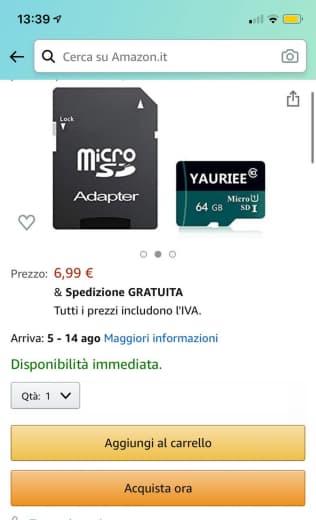 13:39
Cerca su Amazon.it
Lock
Micro
SD
Adapter
YAURIEE
64 GB
Micro U1
SD I
Prezzo: 6,99 €
& Spedizione GRATUITA
Tutti i prezzi includono l'IVA.
Arriva: 5 - 14 ago Maggiori informazioni
Disponibilità immediata.
Qtà: 1
Aggiungi al carrello
Acquista ora